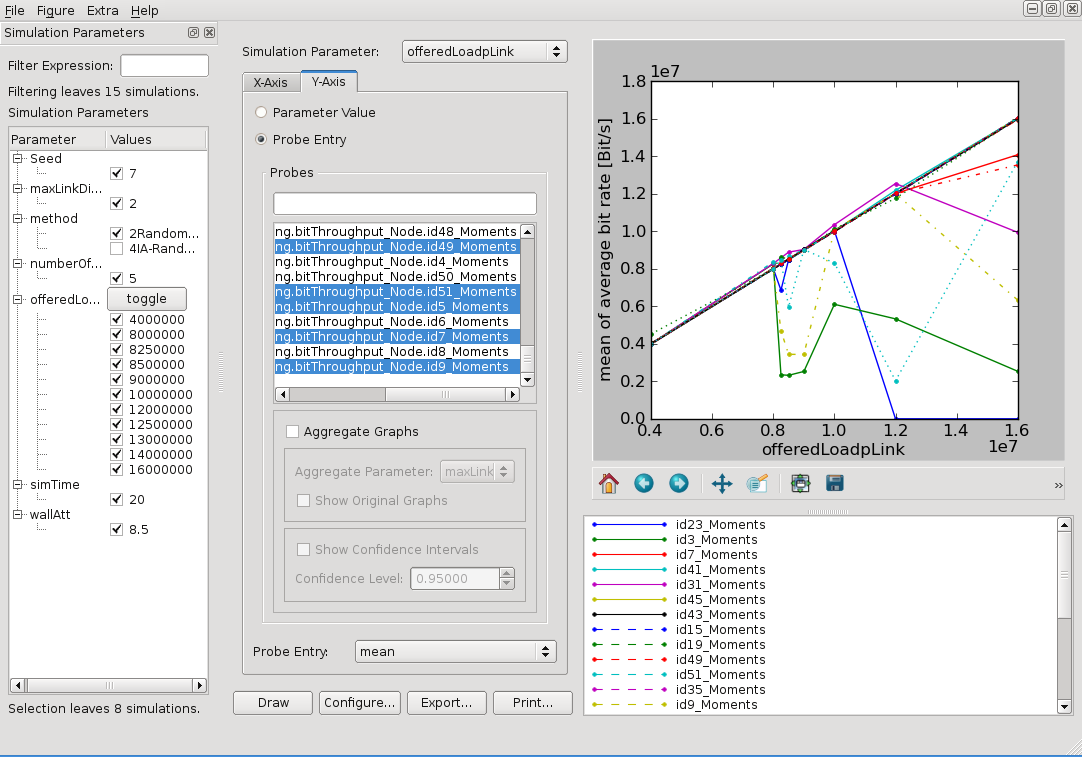 File Figure Extra Help
Simulation Parameters
Filter Expression:
Filtering leaves 15 simulations.
Simulation Parameters
Parameter Values
Seed
7
maxLinkDi...
2
method
2Random...
4IA-Rand...
numberOf...
5
offeredLo... toggle
4000000
8000000
8250000
8500000
9000000
10000000
12000000
12500000
13000000
14000000
16000000
simTime
20
wallAtt
8.5
Selection leaves 8 simulations.
Simulation Parameter: offeredLoadpLink
X-Axis Y-Axis
Parameter Value
Probe Entry
Probes
ng.bitThroughput_Node.id48_Moments
ng.bitThroughput_Node.id49_Moments
ng.bitThroughput_Node.id4_Moments
ng.bitThroughput_Node.id50_Moments
ng.bitThroughput_Node.id51_Moments
ng.bitThroughput_Node.id5_Moments
ng.bitThroughput_Node.id6_Moments
ng.bitThroughput_Node.id7_Moments
ng.bitThroughput_Node.id8_Moments
ng.bitThroughput_Node.id9_Moments
Aggregate Graphs
Aggregate Parameter: maxLink
Show Original Graphs
Show Confidence Intervals
Confidence Level: 0.95000
Probe Entry: mean
Draw Configure... Export... Print...
1e7
1.8
1.6
1.4
1.2
1.0
0.8
0.6
0.4
0.2
0.0
mean of average bit rate [Bit/s]
0.4 0.6 0.8 1.0 1.2 1.4 1.6
offeredLoadpLink 1e7
»
id23_Moments
id3_Moments
id7_Moments
id41_Moments
id31_Moments
id45_Moments
id43_Moments
id15_Moments
id19_Moments
id49_Moments
id51_Moments
id35_Moments
id9_Moments